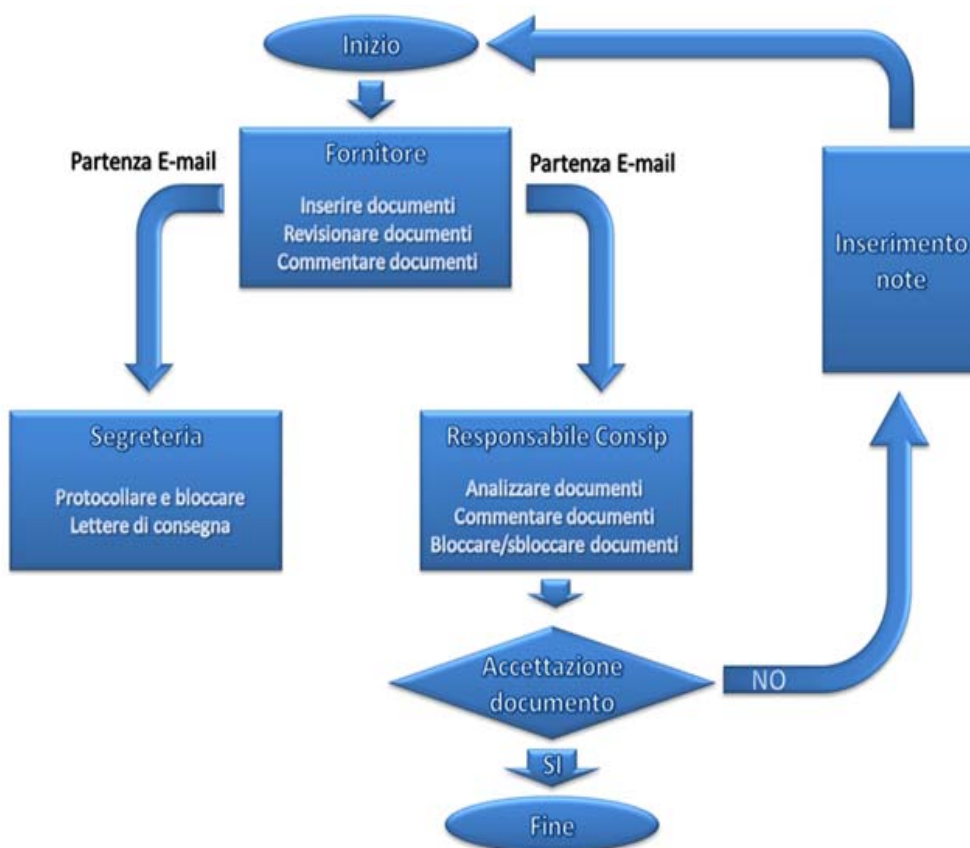 Inizio
Fornitore
Inserire documenti
Revisionare documenti
Commentare documenti
Partenza E-mail
Partenza E-mail
Segreteria
Protocollare e bloccare
Lettere di consegna
Responsabile Consip
Analizzare documenti
Commentare documenti
Bloccare/sbloccare documenti
Accettazione
documento
NO
Inserimento
note
SI
Fine